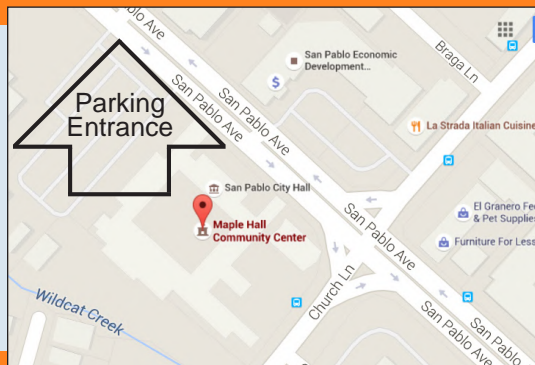 blo Ave
San Pablo Economic
Development...
Braga Ln
$
Parking
Entrance
San Pablo Ave
San Pablo Ave
La Strada Italian Cuisine
San Pablo City Hall
Maple Hall
Community Center
San Pablo Ave
El Granero Fee
& Pet Supplies
Furniture For Less
Church Ln
Wildcat Creek
San Pablo Ave
San Pablo